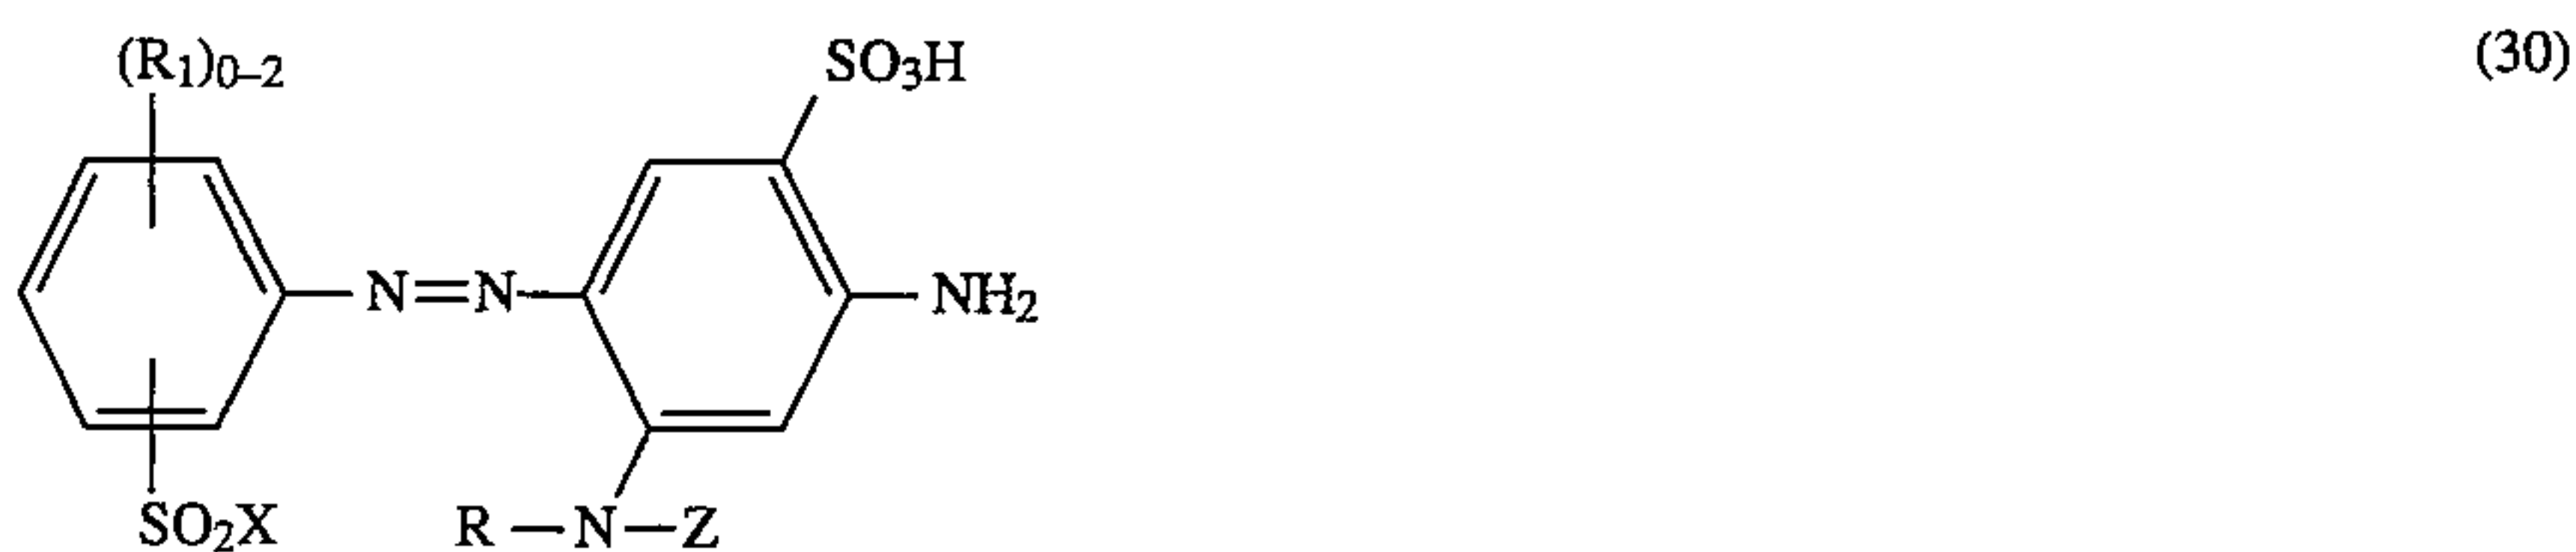 (R₁)₀₋₂ SO₃H (30)
N=N NH₂
SO₂X R—N—Z